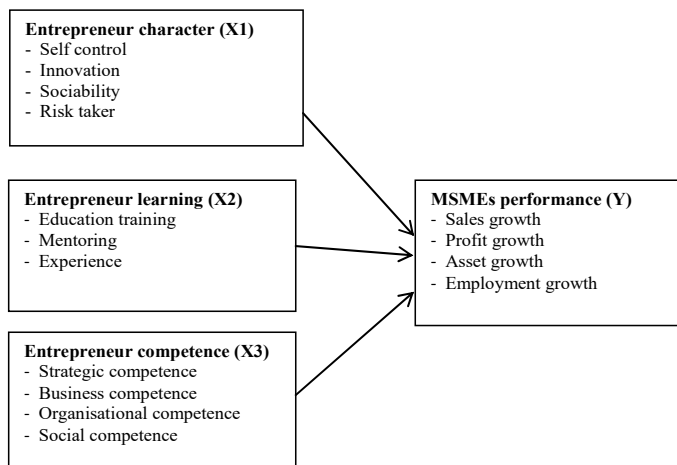 Entrepreneur character (X1)
- Self control
- Innovation
- Sociability
- Risk taker
Entrepreneur learning (X2)
- Education training
- Mentoring
- Experience
MSMEs performance (Y)
- Sales growth
- Profit growth
- Asset growth
- Employment growth
Entrepreneur competence (X3)
- Strategic competence
- Business competence
- Organisational competence
- Social competence